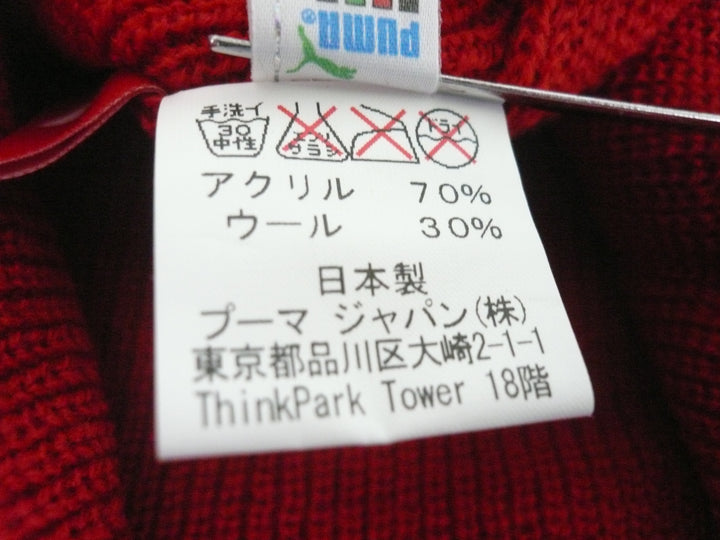 PUMA®
手洗イ
30
中性
エンソ
サラシ
ドライ
アクリル 70%
ウール 30%
日本製
プーマ ジャパン(株)
東京都品川区大崎2-1-1
ThinkPark Tower 18階